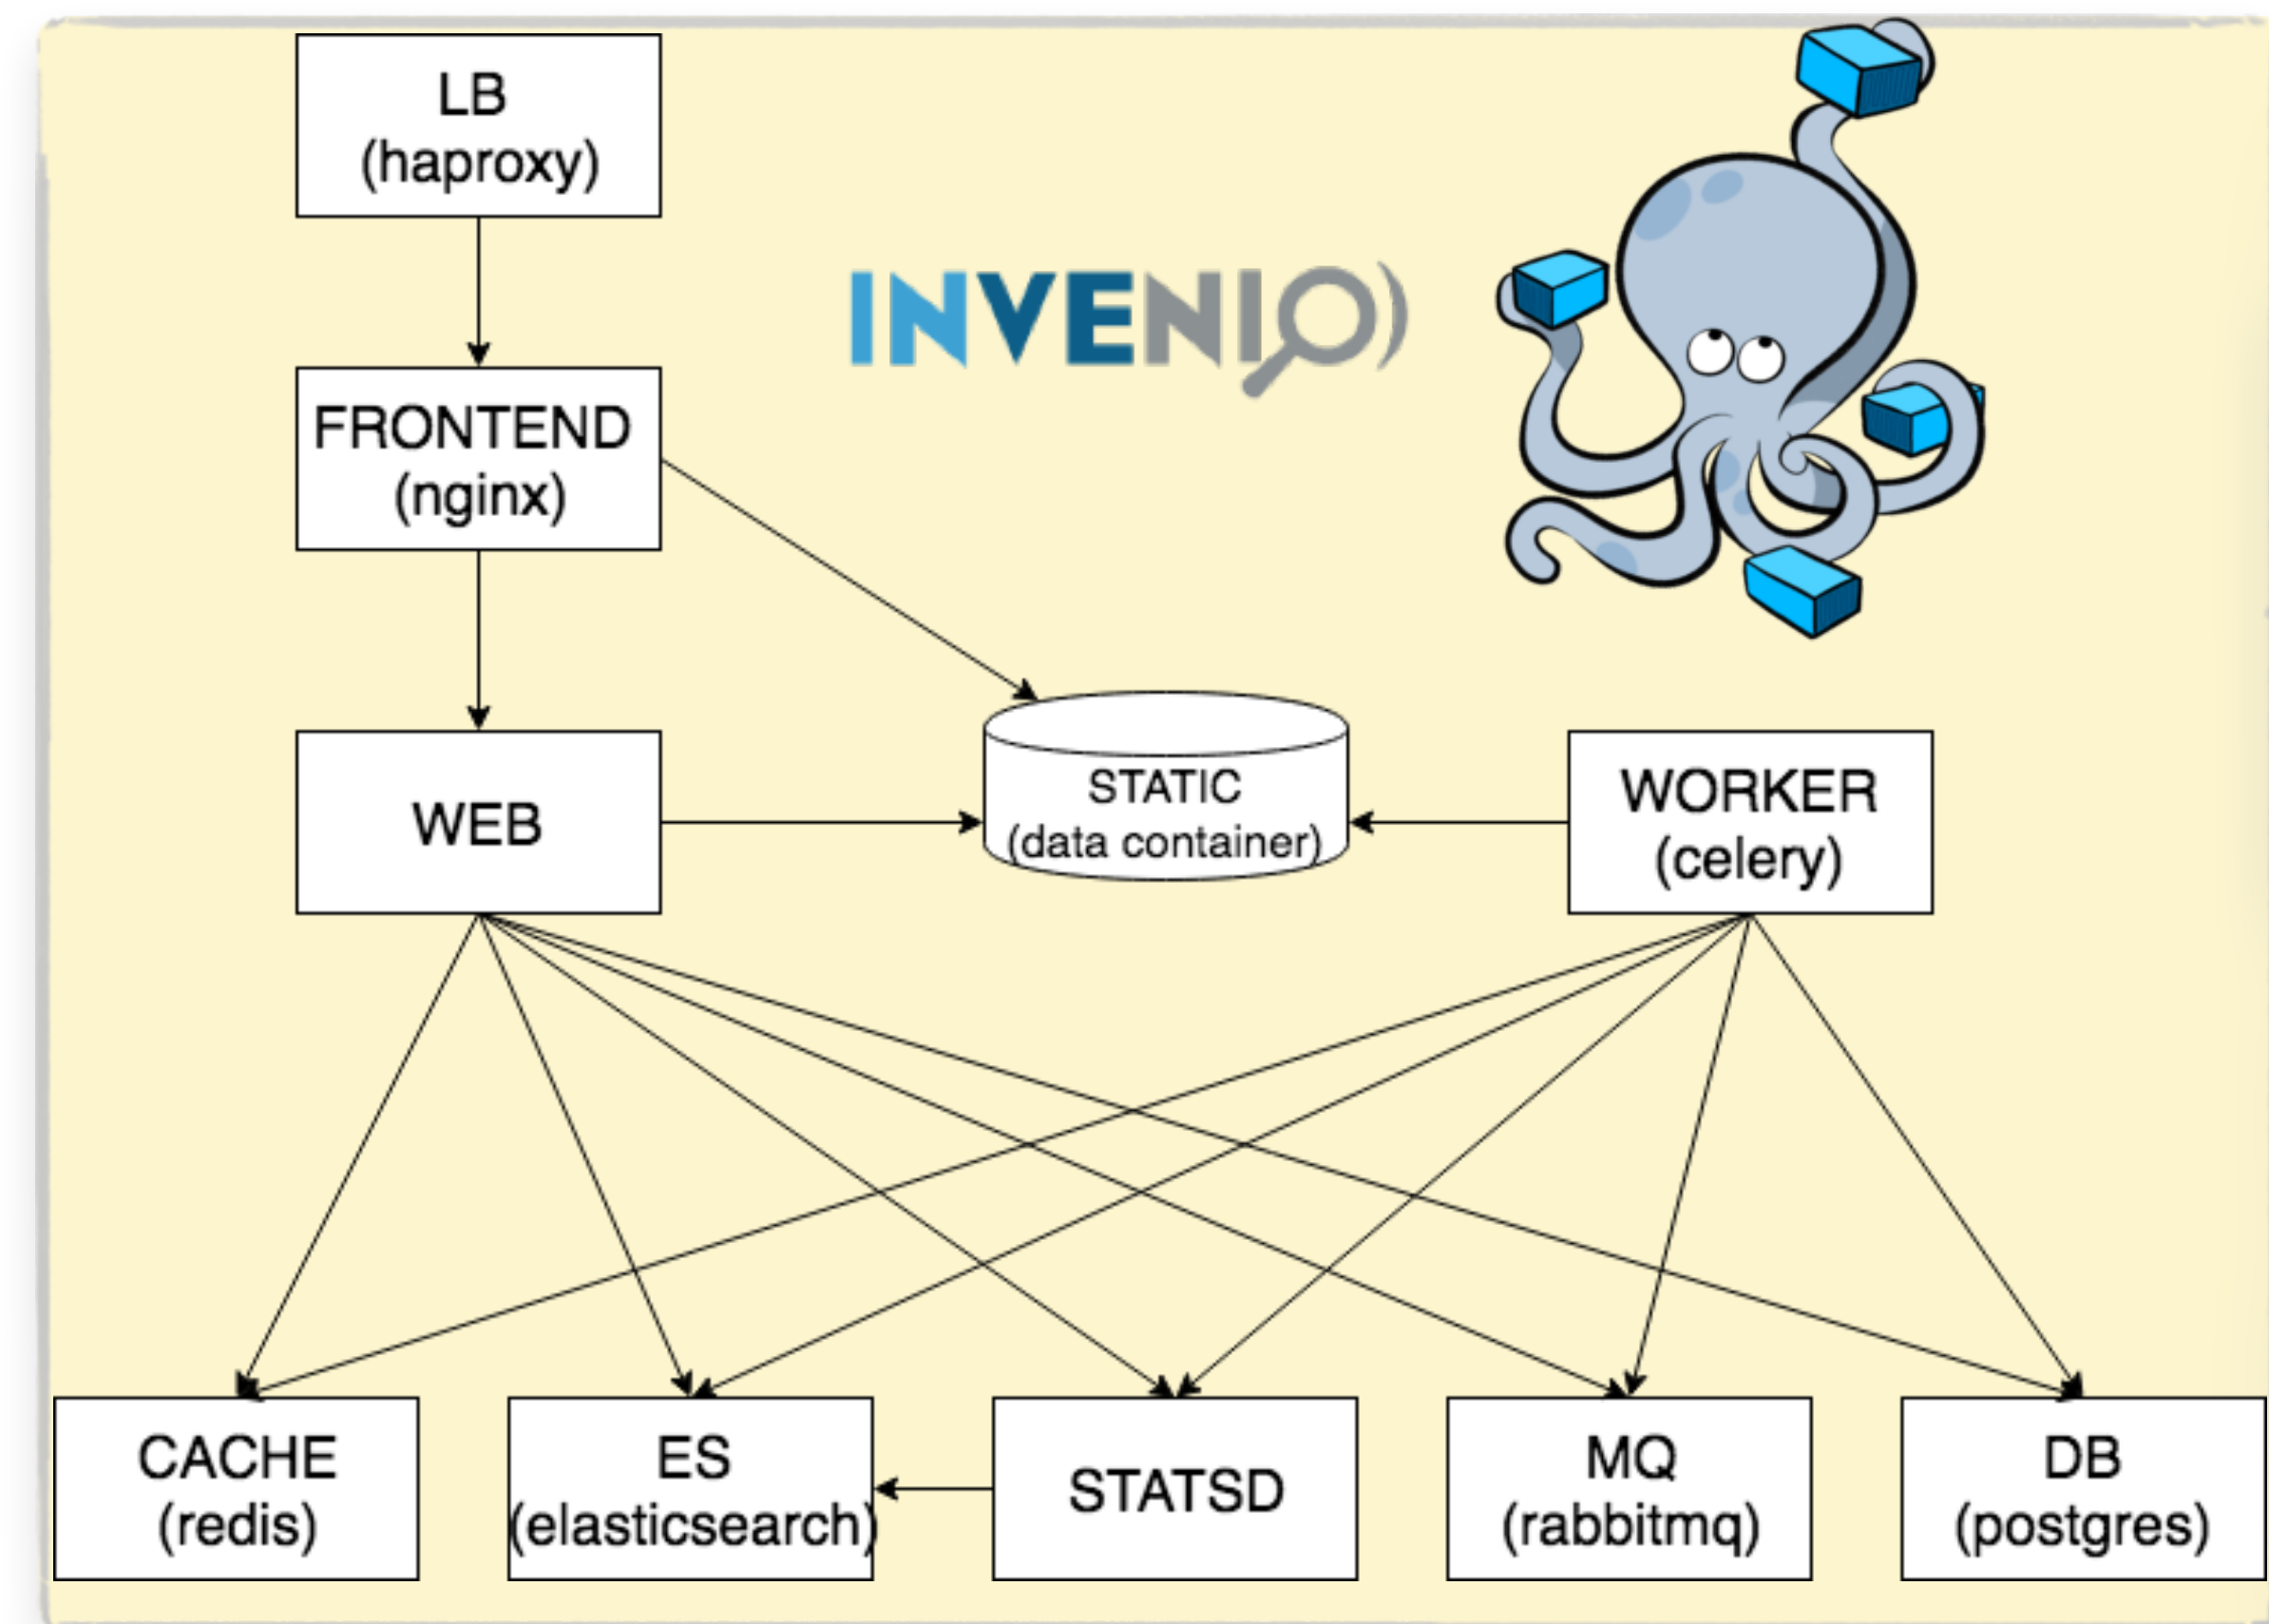 LB
(haproxy)
INVENIO
FRONTEND
(nginx)
WEB
STATIC
(data container)
WORKER
(celery)
CACHE
(redis)
ES
(elasticsearch)
STATSD
MQ
(rabbitmq)
DB
(postgres)